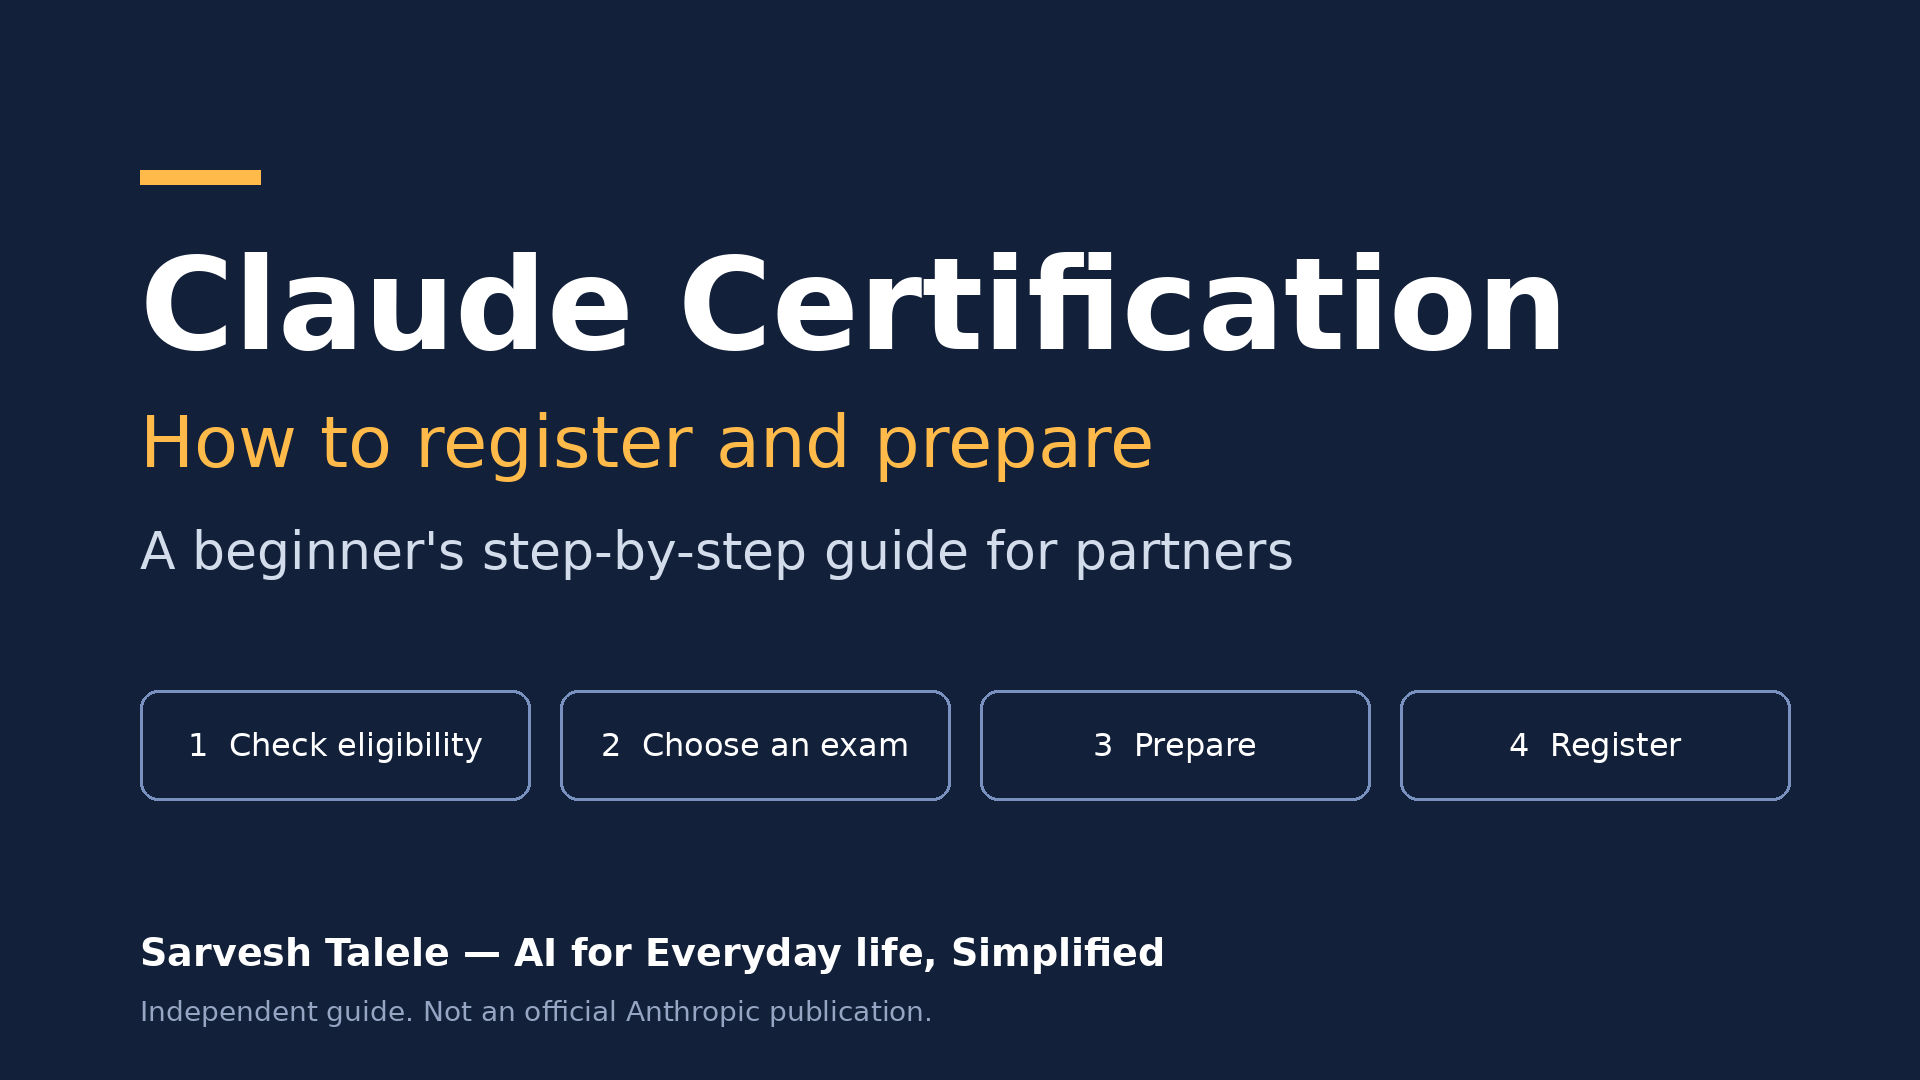 Claude Certification
How to register and prepare
A beginner's step-by-step guide for partners
1 Check eligibility
2 Choose an exam
3 Prepare
4 Register
Sarvesh Talele — AI for Everyday life, Simplified
Independent guide. Not an official Anthropic publication.